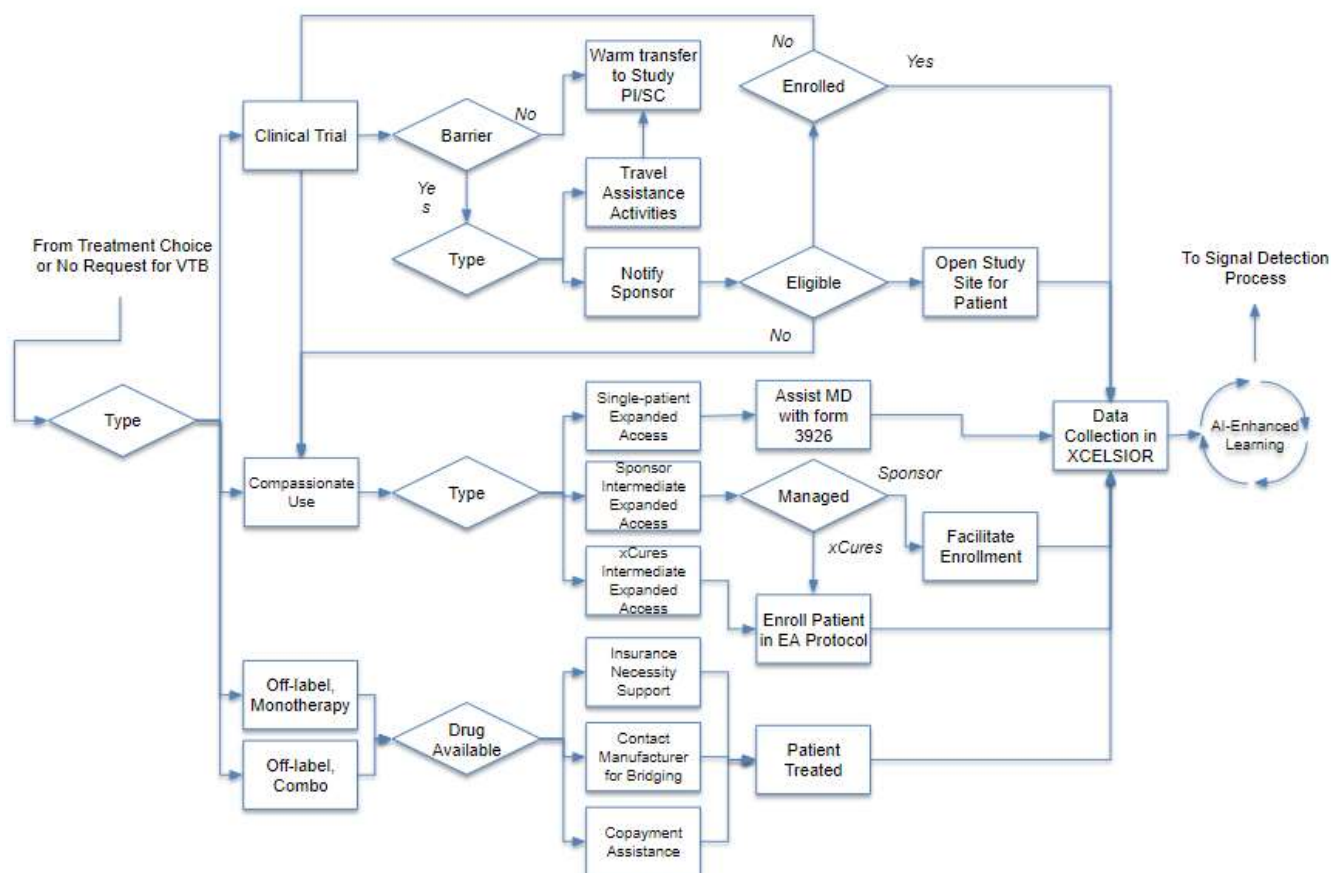 No
Yes
Warm transfer
to Study
PI/SC
Enrolled
Clinical Trial
Barrier
No
Ye
s
Travel
Assistance
Activities
From Treatment Choice
or No Request for VTB
Type
Notify
Sponsor
Eligible
Open Study
Site for
Patient
To Signal Detection
Process
No
Type
Single-patient
Expanded
Access
Assist MD
with form
3926
Data
Collection in
XCELSIOR
AI-Enhanced
Learning
Compassionate
Use
Type
Sponsor
Intermediate
Expanded
Access
Managed
Sponsor
xCures
Facilitate
Enrollment
xCures
Intermediate
Expanded
Access
Enroll Patient
in EA Protocol
Off-label,
Monotherapy
Insurance
Necessity
Support
Drug
Available
Off-label,
Combo
Contact
Manufacturer
for Bridging
Patient
Treated
Copayment
Assistance